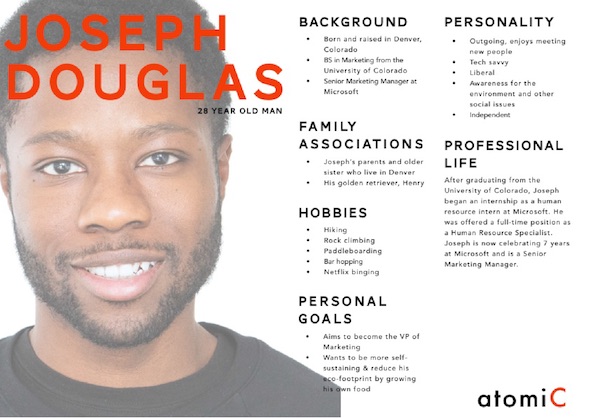 JOSEPH
DOUGLAS
28 YEAR OLD MAN
BACKGROUND
• Born and raised in Denver,
Colorado
• BS in Marketing from the
University of Colorado
• Senior Marketing Manager at
Microsoft
FAMILY
ASSOCIATIONS
• Joseph's parents and older
sister who live in Denver
• His golden retriever, Henry
HOBBIES
• Hiking
• Rock climbing
• Paddleboarding
• Bar hopping
• Netflix binging
PERSONAL
GOALS
• Aims to become the VP of
Marketing
• Wants to be more self-
sustaining & reduce his
eco-footprint by growing
his own food
PERSONALITY
• Outgoing, enjoys meeting
new people
• Tech savvy
• Liberal
• Awareness for the
environment and other
social issues
• Independent
PROFESSIONAL
LIFE
After graduating from the
University of Colorado, Joseph
began an internship as a human
resource intern at Microsoft. He
was offered a full-time position as
a Human Resource Specialist.
Joseph is now celebrating 7 years
at Microsoft and is a Senior
Marketing Manager.
atomiC